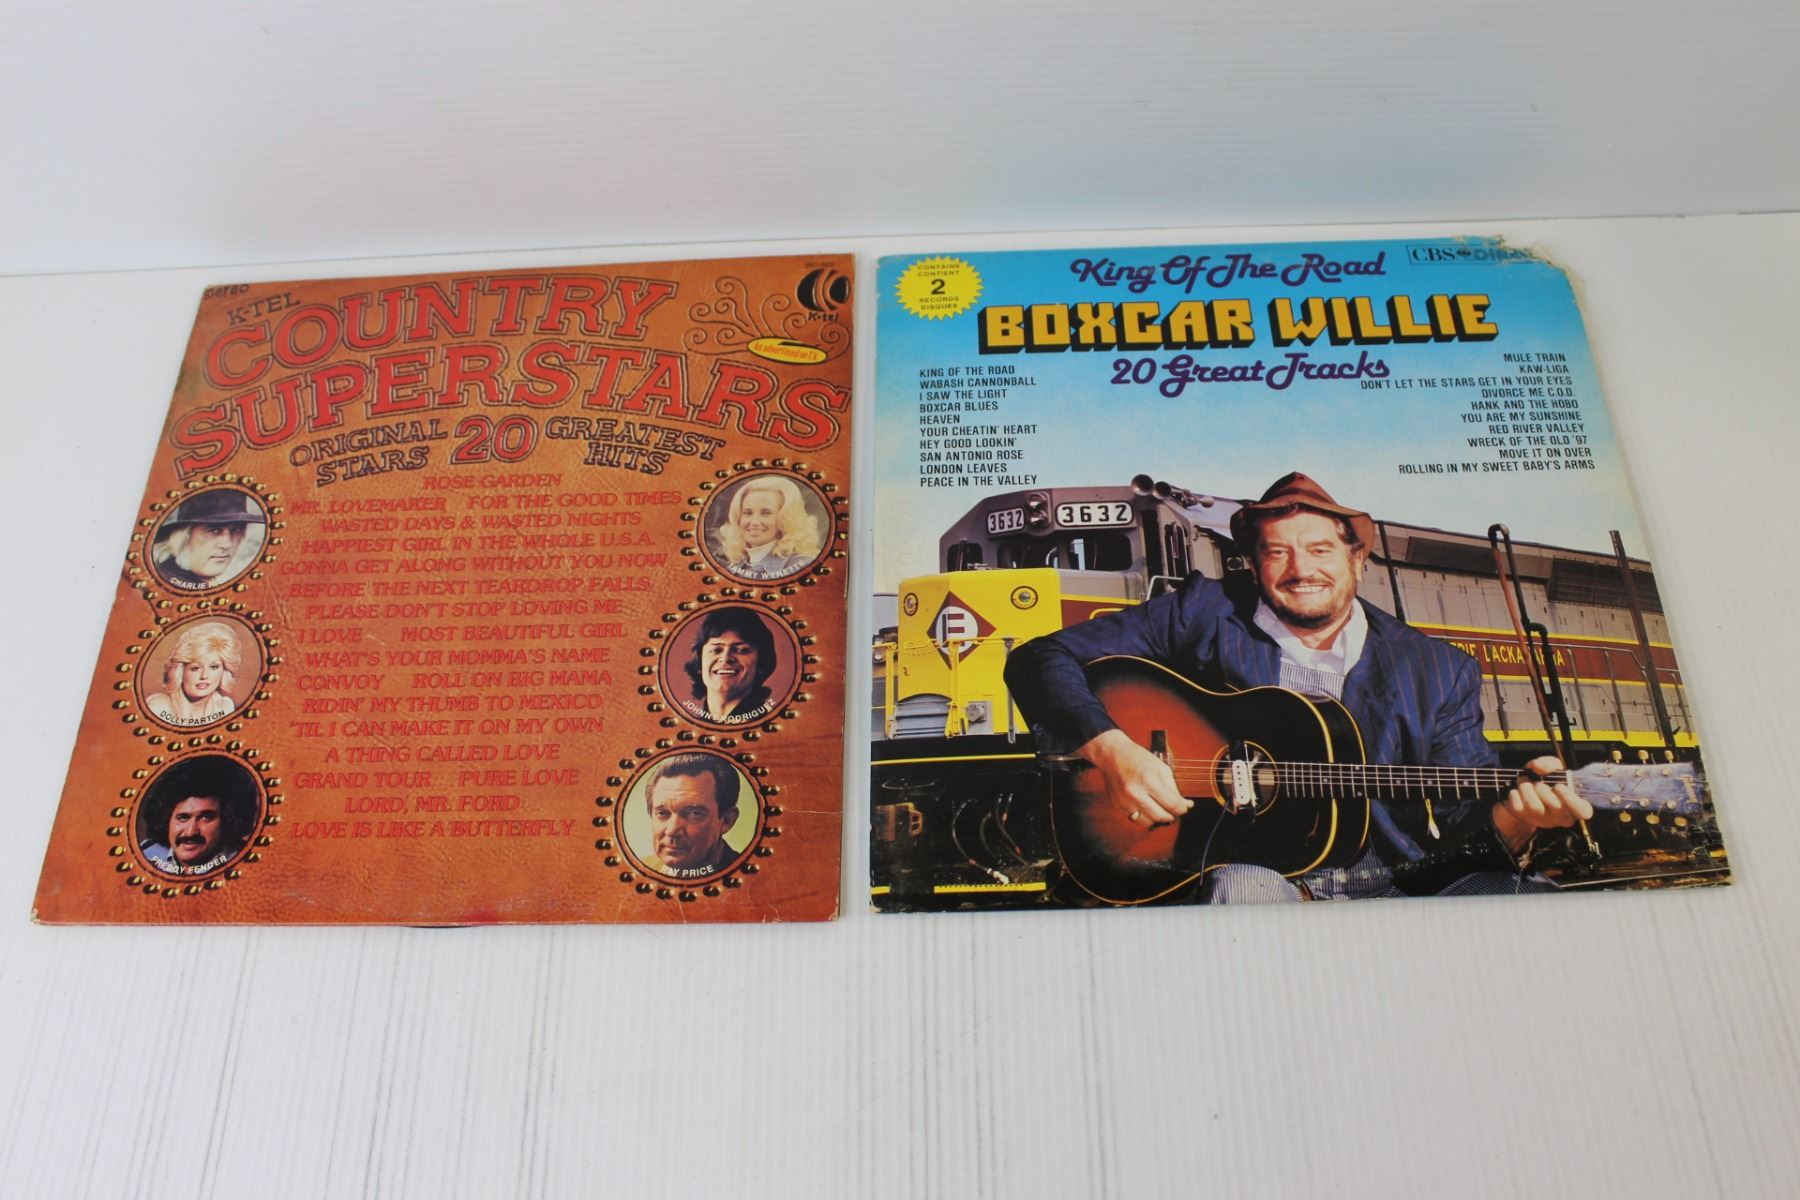 stereo
K-TEL
K-tel
COUNTRY
SUPERSTARS
As advertised on T.V.
ORIGINAL STARS 20 GREATEST HITS
ROSE GARDEN
MR. LOVEMAKER FOR THE GOOD TIMES
WASTED DAYS & WASTED NIGHTS
HAPPIEST GIRL IN THE WHOLE U.S.A.
GONNA GET ALONG WITHOUT YOU NOW
BEFORE THE NEXT TEARDROP FALLS
PLEASE DON'T STOP LOVING ME
I LOVE MOST BEAUTIFUL GIRL
WHAT'S YOUR MOMMA'S NAME
CONVOY ROLL ON BIG MAMA
RIDIN' MY THUMB TO MEXICO
'TIL I CAN MAKE IT ON MY OWN
A THING CALLED LOVE
GRAND TOUR PURE LOVE
LORD, MR. FORD
LOVE IS LIKE A BUTTERFLY
CHARLIE
DOLLY PARTON
FREDDY FENDER
TAMMY WYNETTE
JOHNNY RODRIGUEZ
RAY PRICE
CONTAINS
CONTIENT
2
RECORDS
DISQUES
King Of The Road
CBS DIRECT
BOXCAR WILLIE
20 Great Tracks
KING OF THE ROAD
WABASH CANNONBALL
I SAW THE LIGHT
BOXCAR BLUES
HEAVEN
YOUR CHEATIN' HEART
HEY GOOD LOOKIN'
SAN ANTONIO ROSE
LONDON LEAVES
PEACE IN THE VALLEY
MULE TRAIN
KAW-LIGA
DON'T LET THE STARS GET IN YOUR EYES
DIVORCE ME C.O.D.
HANK AND THE HOBO
YOU ARE MY SUNSHINE
RED RIVER VALLEY
WRECK OF THE OLD '97
MOVE IT ON OVER
ROLLING IN MY SWEET BABY'S ARMS
3632
3632
E
ERIE LACKAWANNA